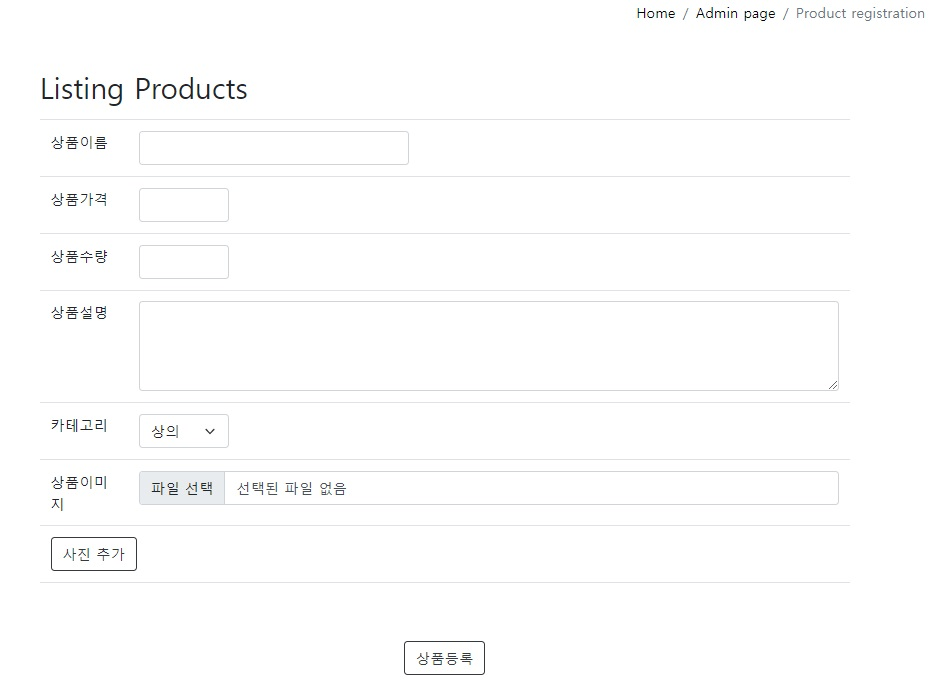 Home / Admin page / Product registration
Listing Products
상품이름
상품가격
상품수량
상품설명
카테고리
상의
상품이미
지
파일 선택 선택된 파일 없음
사진 추가
상품등록